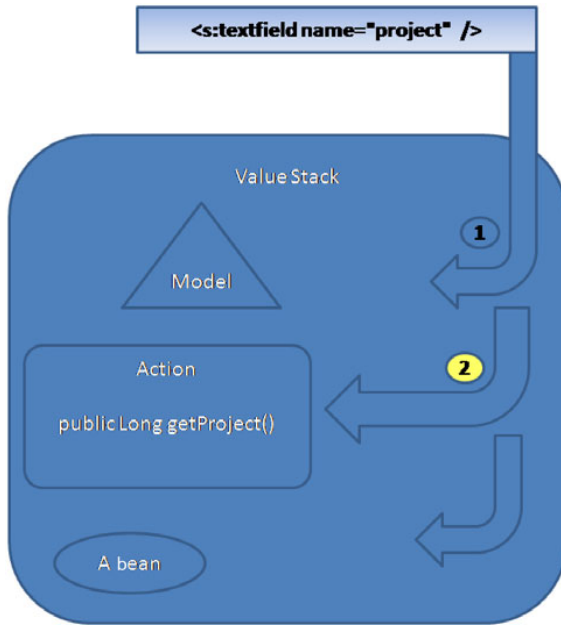 <s:textfield name="project" />
Value Stack
1
Model
2
Action
public Long getProject()
A bean